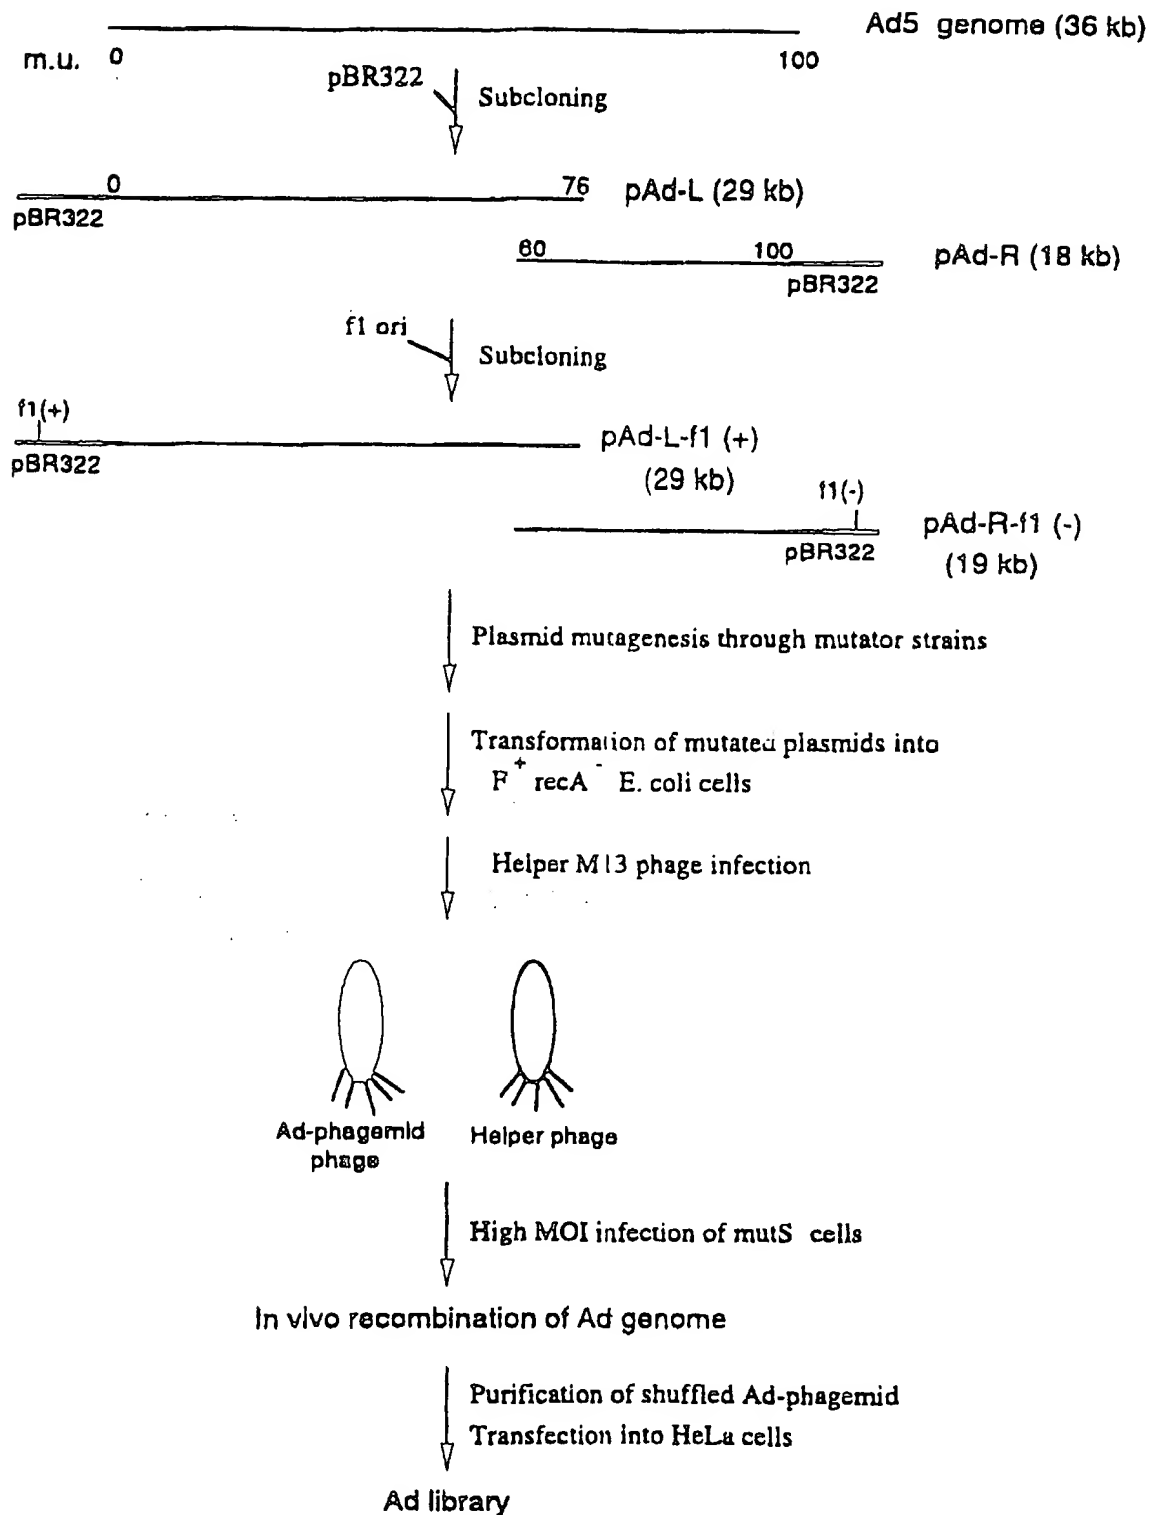 Ad5 genome (36 kb)
m.u. 0 100
pBR322 Subcloning
0 76 pAd-L (29 kb)
pBR322
60 100 pAd-R (18 kb)
pBR322
f1 ori Subcloning
f1(+)
pAd-L-f1 (+)
pBR322
(29 kb)
f1(-)
pAd-R-f1 (-)
pBR322
(19 kb)
Plasmid mutagenesis through mutator strains
Transformation of mutated plasmids into
F+ recA- E. coli cells
Helper M13 phage infection
Ad-phagemid
phage
Helper phage
High MOI infection of mutS cells
In vivo recombination of Ad genome
Purification of shuffled Ad-phagemid
Transfection into HeLa cells
Ad library